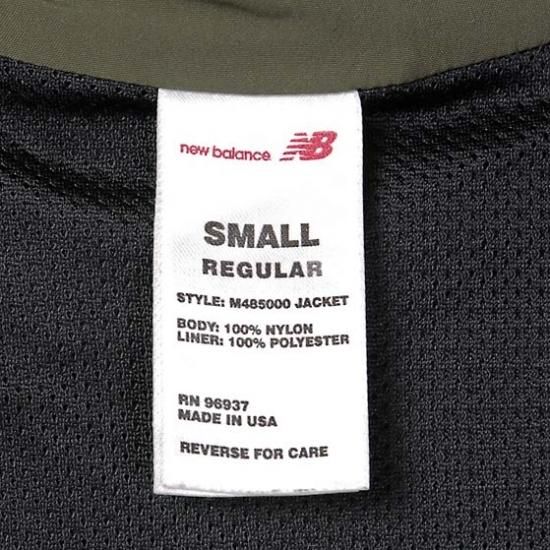 new balance NB
SMALL
REGULAR
STYLE: M485000 JACKET
BODY: 100% NYLON
LINER: 100% POLYESTER
RN 96937
MADE IN USA
REVERSE FOR CARE